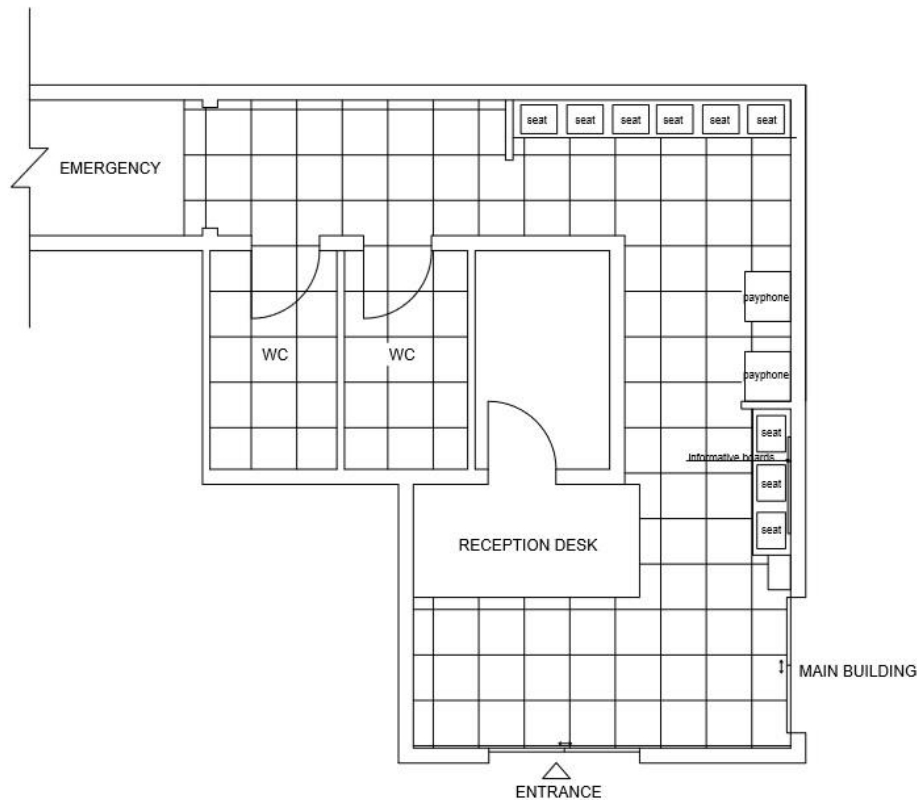 seat seat seat seat seat seat
EMERGENCY
payphone
WC WC
payphone
seat
Informative boards
seat
seat
RECEPTION DESK
MAIN BUILDING
ENTRANCE